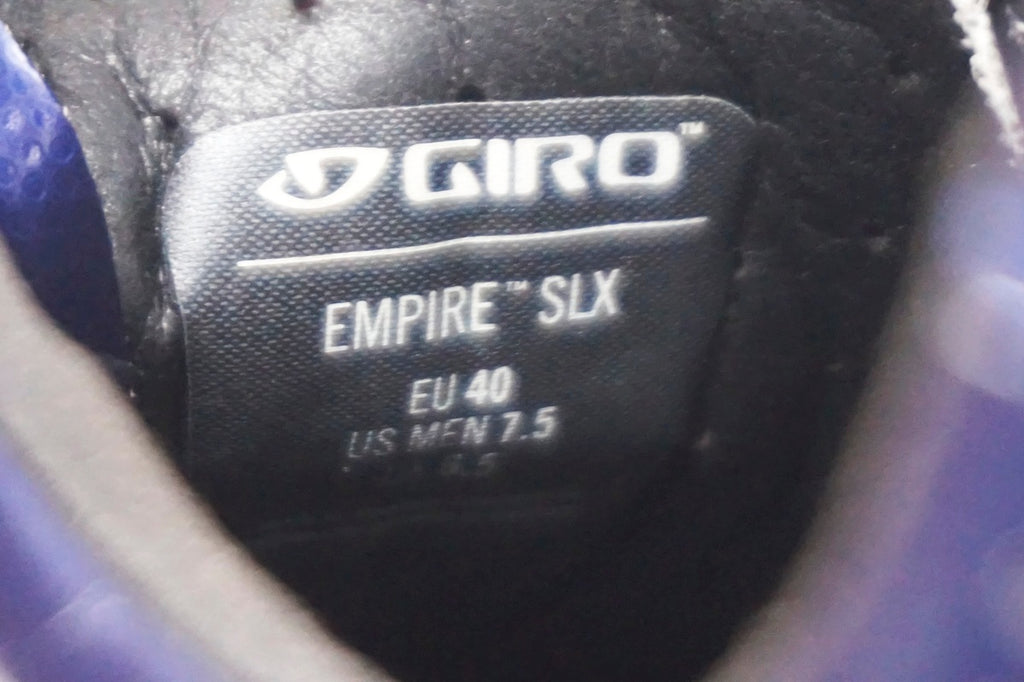 GIRO™
EMPIRE™ SLX
EU 40
US MEN 7.5